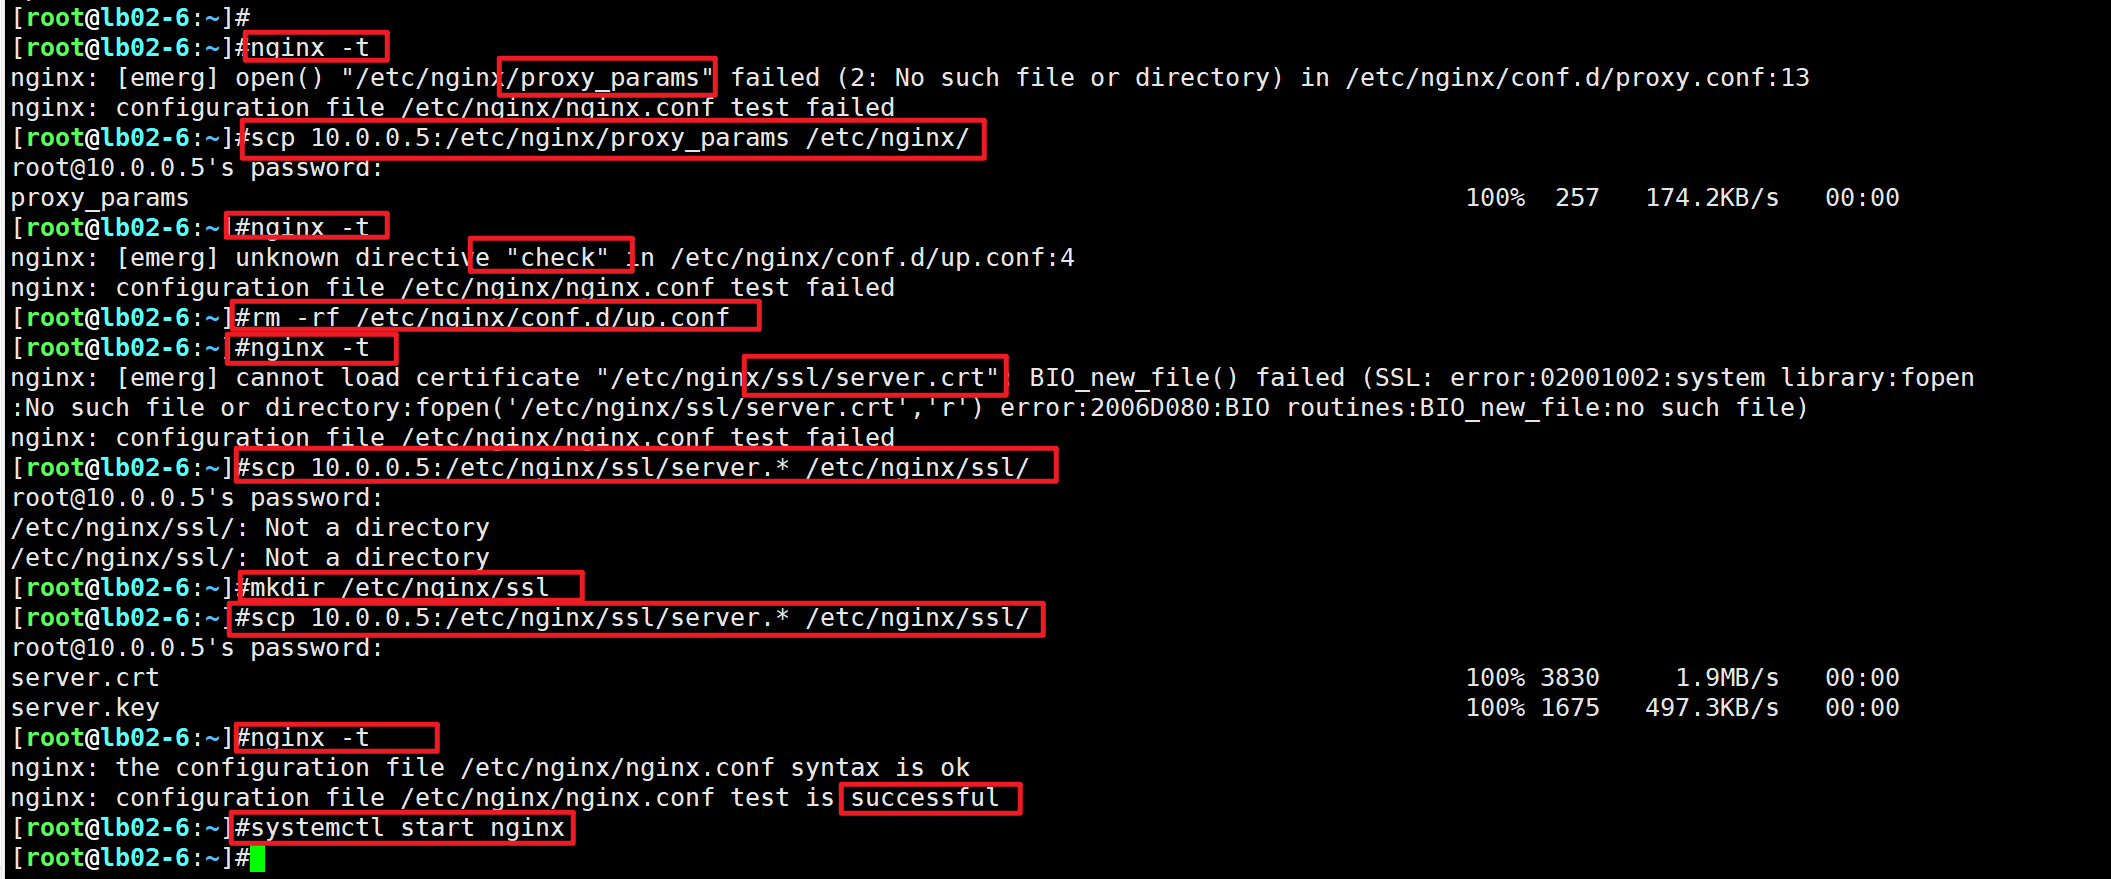 [root@lb02-6:~]#
[root@lb02-6:~]#nginx -t
nginx: [emerg] open() "/etc/nginx/proxy_params" failed (2: No such file or directory) in /etc/nginx/conf.d/proxy.conf:13
nginx: configuration file /etc/nginx/nginx.conf test failed
[root@lb02-6:~]#scp 10.0.0.5:/etc/nginx/proxy_params /etc/nginx/
root@10.0.0.5's password:
proxy_params 100% 257 174.2KB/s 00:00
[root@lb02-6:~]#nginx -t
nginx: [emerg] unknown directive "check" in /etc/nginx/conf.d/up.conf:4
nginx: configuration file /etc/nginx/nginx.conf test failed
[root@lb02-6:~]#rm -rf /etc/nginx/conf.d/up.conf
[root@lb02-6:~]#nginx -t
nginx: [emerg] cannot load certificate "/etc/nginx/ssl/server.crt": BIO_new_file() failed (SSL: error:02001002:system library:fopen
:No such file or directory:fopen('/etc/nginx/ssl/server.crt','r') error:2006D080:BIO routines:BIO_new_file:no such file)
nginx: configuration file /etc/nginx/nginx.conf test failed
[root@lb02-6:~]#scp 10.0.0.5:/etc/nginx/ssl/server.* /etc/nginx/ssl/
root@10.0.0.5's password:
/etc/nginx/ssl/: Not a directory
/etc/nginx/ssl/: Not a directory
[root@lb02-6:~]#mkdir /etc/nginx/ssl
[root@lb02-6:~]#scp 10.0.0.5:/etc/nginx/ssl/server.* /etc/nginx/ssl/
root@10.0.0.5's password:
server.crt 100% 3830 1.9MB/s 00:00
server.key 100% 1675 497.3KB/s 00:00
[root@lb02-6:~]#nginx -t
nginx: the configuration file /etc/nginx/nginx.conf syntax is ok
nginx: configuration file /etc/nginx/nginx.conf test is successful
[root@lb02-6:~]#systemctl start nginx
[root@lb02-6:~]#